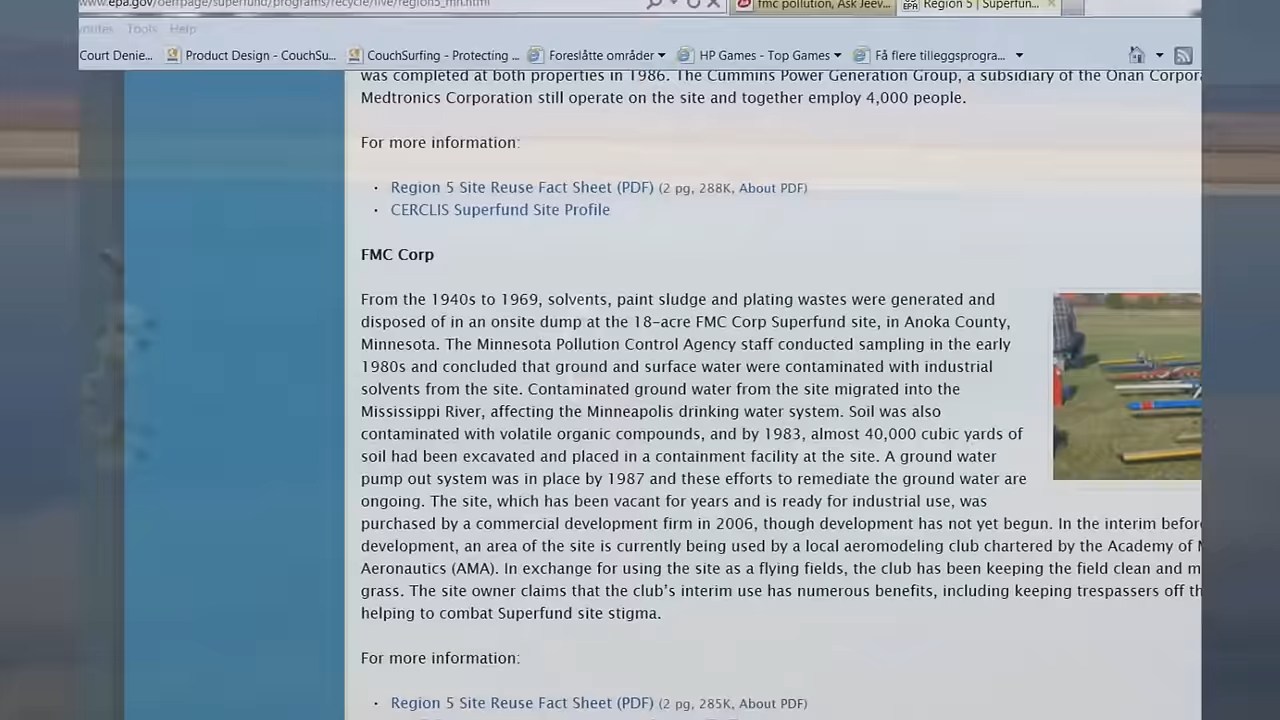 www.epa.gov/oerrpage/superfund/programs/recycle/live/region5_mn.html
fmc pollution, Ask Jeev...
Region 5 | Superfun...
Tools Help
Court Denie...
Product Design - CouchSu...
CouchSurfing - Protecting ...
Foreslåtte områder
HP Games - Top Games
Få flere tilleggsprogra...
was completed at both properties in 1986. The Cummins Power Generation Group, a subsidiary of the Onan Corpora
Medtronics Corporation still operate on the site and together employ 4,000 people.
For more information:
· Region 5 Site Reuse Fact Sheet (PDF) (2 pg, 288K, About PDF)
· CERCLIS Superfund Site Profile
FMC Corp
From the 1940s to 1969, solvents, paint sludge and plating wastes were generated and
disposed of in an onsite dump at the 18-acre FMC Corp Superfund site, in Anoka County,
Minnesota. The Minnesota Pollution Control Agency staff conducted sampling in the early
1980s and concluded that ground and surface water were contaminated with industrial
solvents from the site. Contaminated ground water from the site migrated into the
Mississippi River, affecting the Minneapolis drinking water system. Soil was also
contaminated with volatile organic compounds, and by 1983, almost 40,000 cubic yards of
soil had been excavated and placed in a containment facility at the site. A ground water
pump out system was in place by 1987 and these efforts to remediate the ground water are
ongoing. The site, which has been vacant for years and is ready for industrial use, was
purchased by a commercial development firm in 2006, though development has not yet begun. In the interim befor
development, an area of the site is currently being used by a local aeromodeling club chartered by the Academy of M
Aeronautics (AMA). In exchange for using the site as a flying fields, the club has been keeping the field clean and m
grass. The site owner claims that the club's interim use has numerous benefits, including keeping trespassers off th
helping to combat Superfund site stigma.
For more information:
· Region 5 Site Reuse Fact Sheet (PDF) (2 pg, 285K, About PDF)